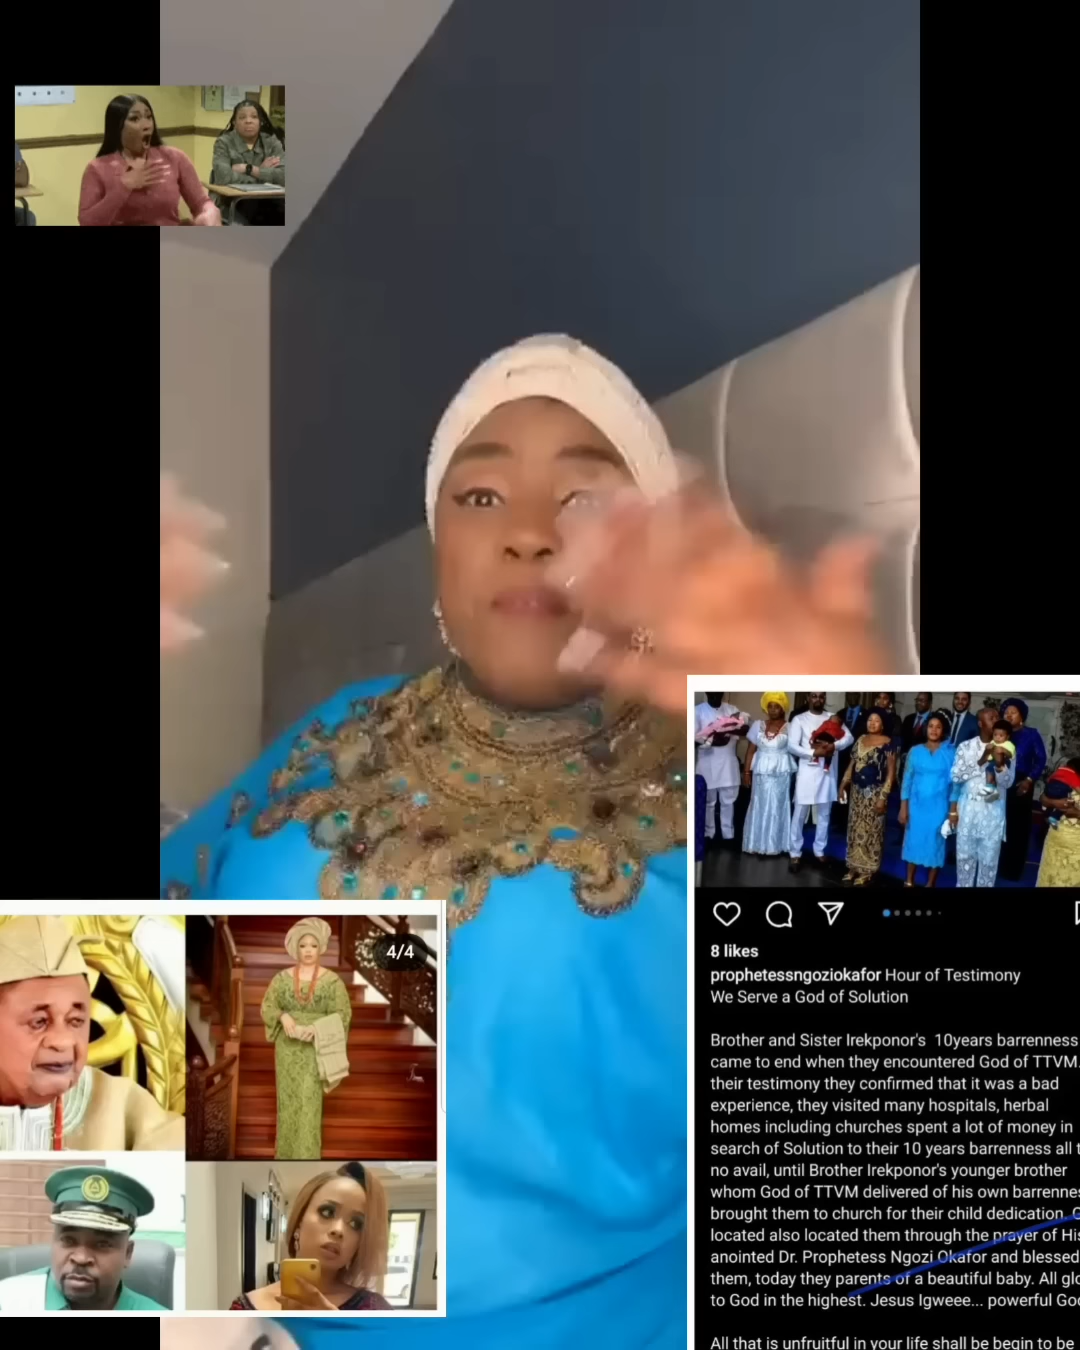 4/4
8 likes
prophetessngoziokafor Hour of Testimony
We Serve a God of Solution
Brother and Sister Irekponor's 10years barrenness
came to end when they encountered God of TTVM.
their testimony they confirmed that it was a bad
experience, they visited many hospitals, herbal
homes including churches spent a lot of money in
search of Solution to their 10 years barrenness all
no avail, until Brother Irekponor's younger brother
whom God of TTVM delivered of his own
brought them to church for their child dedication.
located also located them through the prayer of
anointed Dr. Prophetess Ngozi Okafor and blessed
them, today they parents of a beautiful baby. All
to God in the highest. Jesus Igweee... powerful
All that is unfruitful in your life shall be begin to be